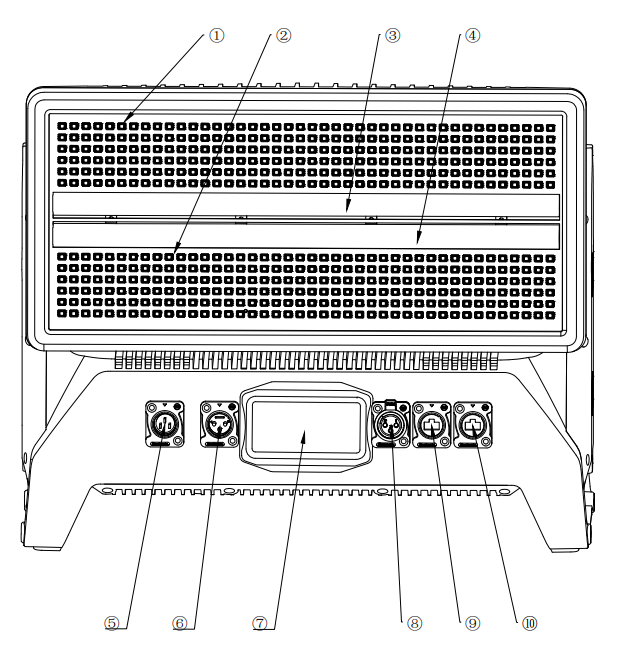 ① ② ③ ④
⑤ ⑥ ⑦ ⑧ ⑨ ⑩